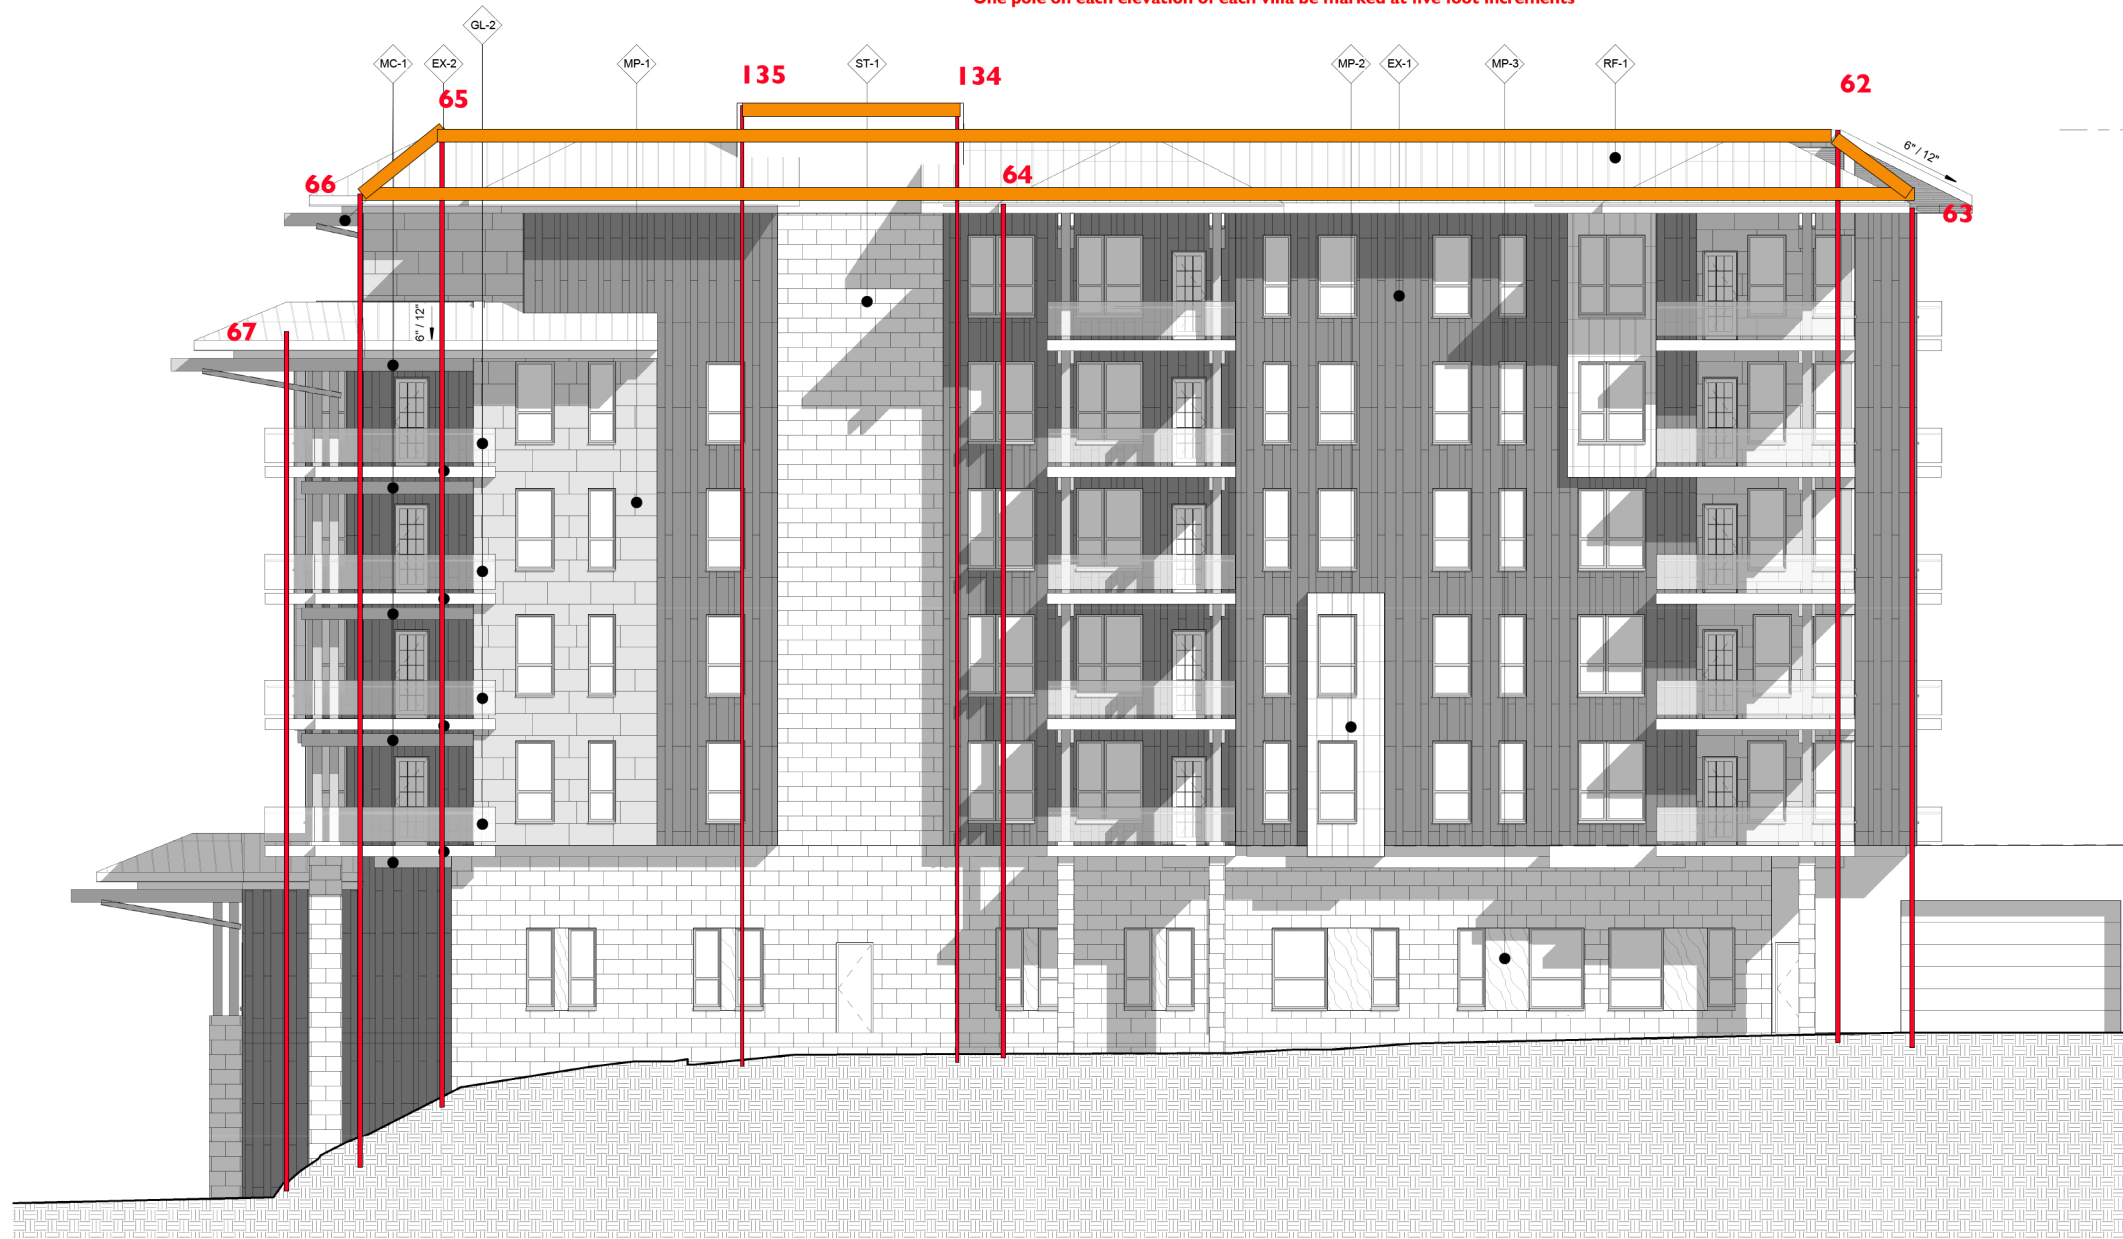 One pole on each elevation of each villa be marked at five foot increments
GL-2
MC-1
EX-2
MP-1
ST-1
MP-2
EX-1
MP-3
RF-1
65
135
134
62
6" / 12"
66
64
63
67
6" / 12"